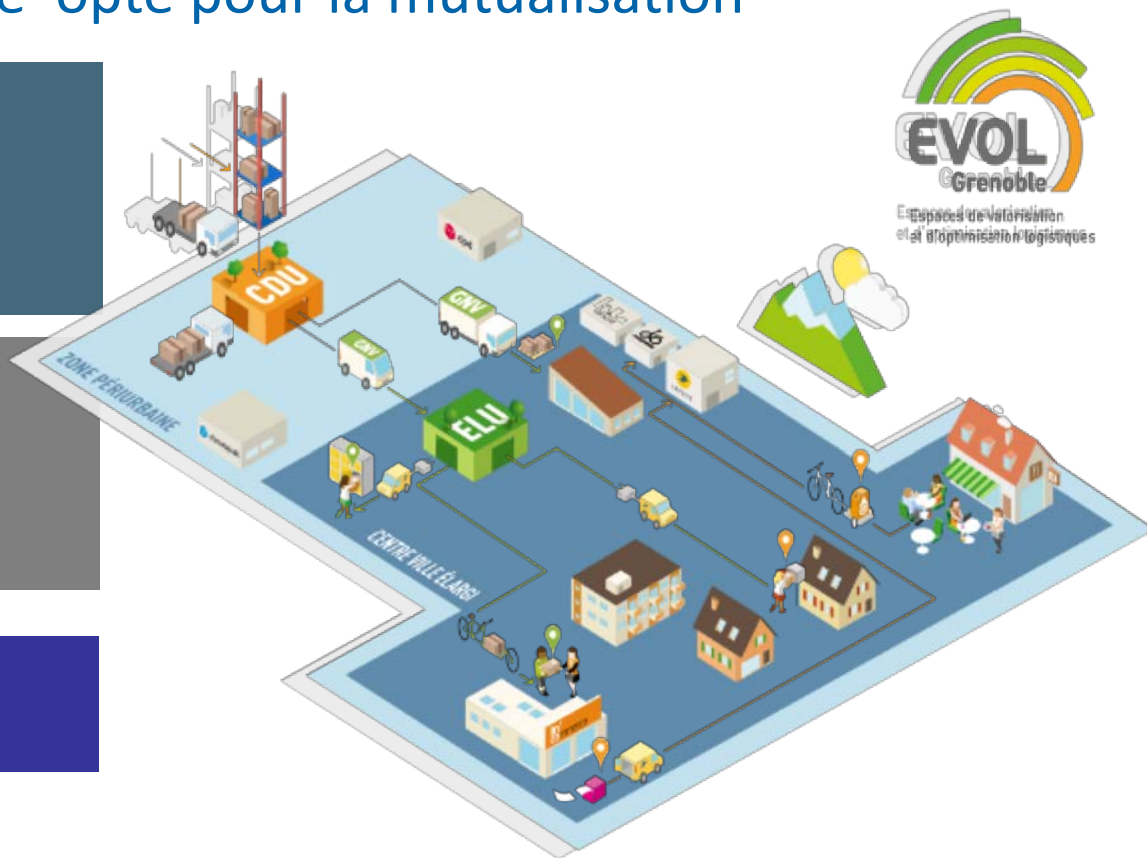 opte pour la mutualisation
EVOL
Grenoble
Espaces de valorisation
et d'optimisation logistiques
CDU
GNV
GNV
ZONE PÉRIURBAINE
ELU
CENTRE VILLE ÉLARGI